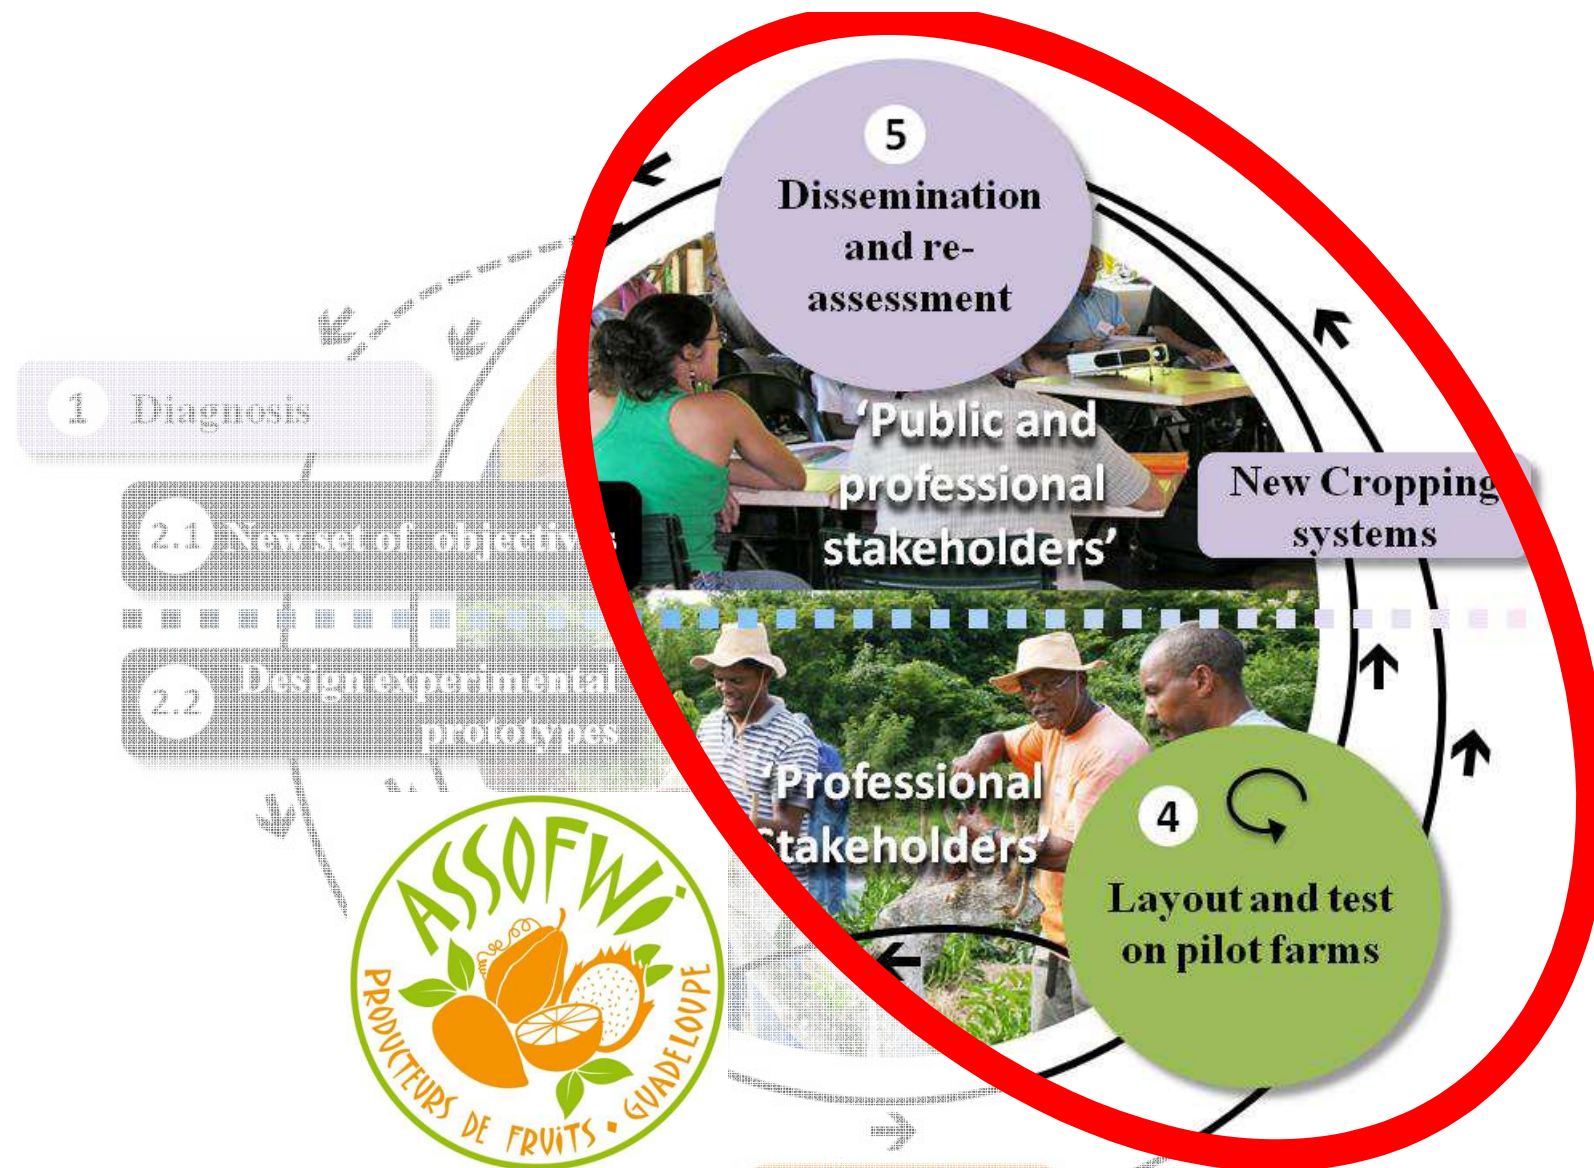 5
Dissemination
and re-
assessment
1 Diagnosis
'Public and
professional
stakeholders'
New Cropping
systems
2.1 New set of objectives
2.2 Design experimental
prototypes
'Professional
Stakeholders'
4
Layout and test
on pilot farms
ASSOFWI
PRODUCTEURS DE FRUiTS • GUADELOUPE